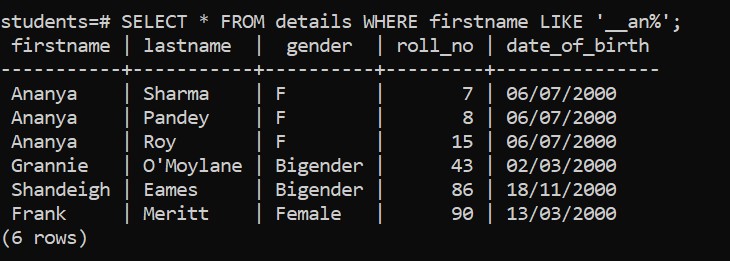 students=# SELECT * FROM details WHERE firstname LIKE '__an%';
 firstname | lastname  |  gender  | roll_no | date_of_birth
-----------+-----------+----------+---------+---------------
 Ananya    | Sharma    | F        |       7 | 06/07/2000
 Ananya    | Pandey    | F        |       8 | 06/07/2000
 Ananya    | Roy       | F        |      15 | 06/07/2000
 Grannie   | O'Moylane | Bigender |      43 | 02/03/2000
 Shandeigh | Eames     | Bigender |      86 | 18/11/2000
 Frank     | Meritt    | Female   |      90 | 13/03/2000
(6 rows)